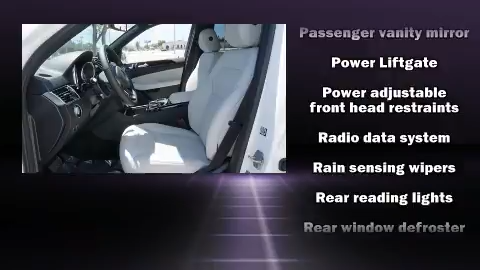 Passenger vanity mirror
Power Liftgate
Power adjustable
front head restraints
Radio data system
Rain sensing wipers
Rear reading lights
Rear window defroster